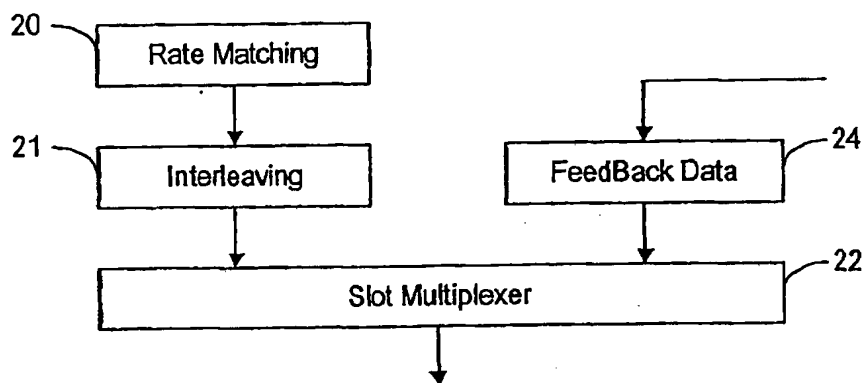 20
Rate Matching
21
Interleaving
24
FeedBack Data
22
Slot Multiplexer